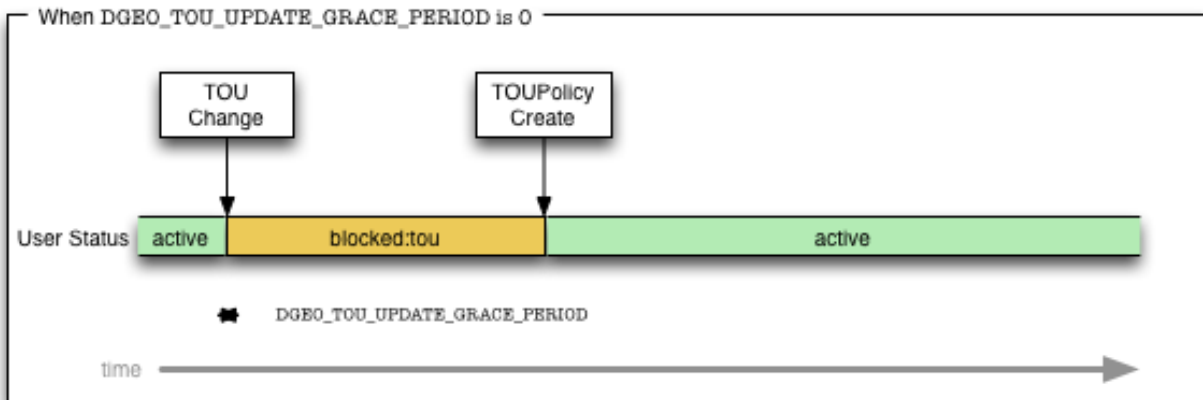 When DGEO_TOU_UPDATE_GRACE_PERIOD is 0
TOU
Change
TOUPolicy
Create
User Status
active
blocked:tou
active
DGEO_TOU_UPDATE_GRACE_PERIOD
time